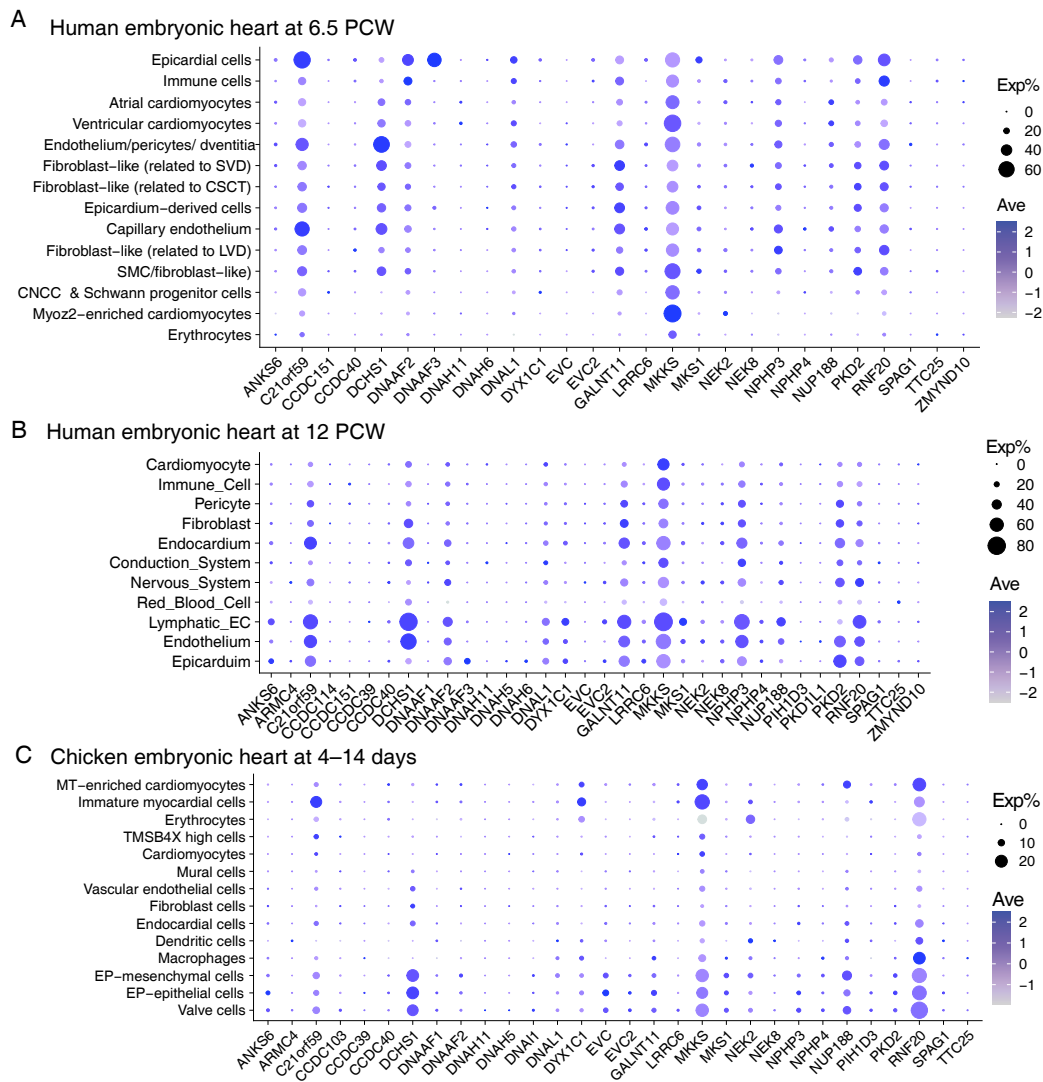 A Human embryonic heart at 6.5 PCW
Epicardial cells
Immune cells
Atrial cardiomyocytes
Ventricular cardiomyocytes
Endothelium/pericytes/ dventitia
Fibroblast−like (related to SVD)
Fibroblast−like (related to CSCT)
Epicardium−derived cells
Capillary endothelium
Fibroblast−like (related to LVD)
SMC/fibroblast−like)
CNCC & Schwann progenitor cells
Myoz2−enriched cardiomyocytes
Erythrocytes
ANKS6
C21orf59
CCDC151
CCDC40
DCHS1
DNAAF2
DNAAF3
DNAH11
DNAH6
DNAL1
DYX1C1
EVC
EVC2
GALNT11
LRRC6
MKKS
MKS1
NEK2
NEK8
NPHP3
NPHP4
NUP188
PKD2
RNF20
SPAG1
TTC25
ZMYND10
Exp%
0
20
40
60
Ave
2
1
0
−1
−2
B Human embryonic heart at 12 PCW
Cardiomyocyte
Immune_Cell
Pericyte
Fibroblast
Endocardium
Conduction_System
Nervous_System
Red_Blood_Cell
Lymphatic_EC
Endothelium
Epicarduim
ANKS6
ARMC4
C21orf59
CCDC114
CCDC151
CCDC39
CCDC40
DCHS1
DNAAF1
DNAAF2
DNAAF3
DNAH11
DNAH5
DNAH6
DNAL1
DYX1C1
EVC
EVC2
GALNT11
LRRC6
MKKS
MKS1
NEK2
NEK8
NPHP3
NPHP4
NUP188
PIH1D3
PKD1L1
PKD2
RNF20
SPAG1
TTC25
ZMYND10
Exp%
0
20
40
60
80
Ave
2
1
0
−1
−2
C Chicken embryonic heart at 4−14 days
MT−enriched cardiomyocytes
Immature myocardial cells
Erythrocytes
TMSB4X high cells
Cardiomyocytes
Mural cells
Vascular endothelial cells
Fibroblast cells
Endocardial cells
Dendritic cells
Macrophages
EP−mesenchymal cells
EP−epithelial cells
Valve cells
ANKS6
ARMC4
C21orf59
CCDC103
CCDC39
CCDC40
DCHS1
DNAAF1
DNAAF2
DNAH11
DNAH5
DNAI1
DNAL1
DYX1C1
EVC
EVC2
GALNT11
LRRC6
MKKS
MKS1
NEK2
NEK8
NPHP3
NPHP4
NUP188
PIH1D3
PKD2
RNF20
SPAG1
TTC25
Exp%
0
10
20
Ave
2
1
0
−1